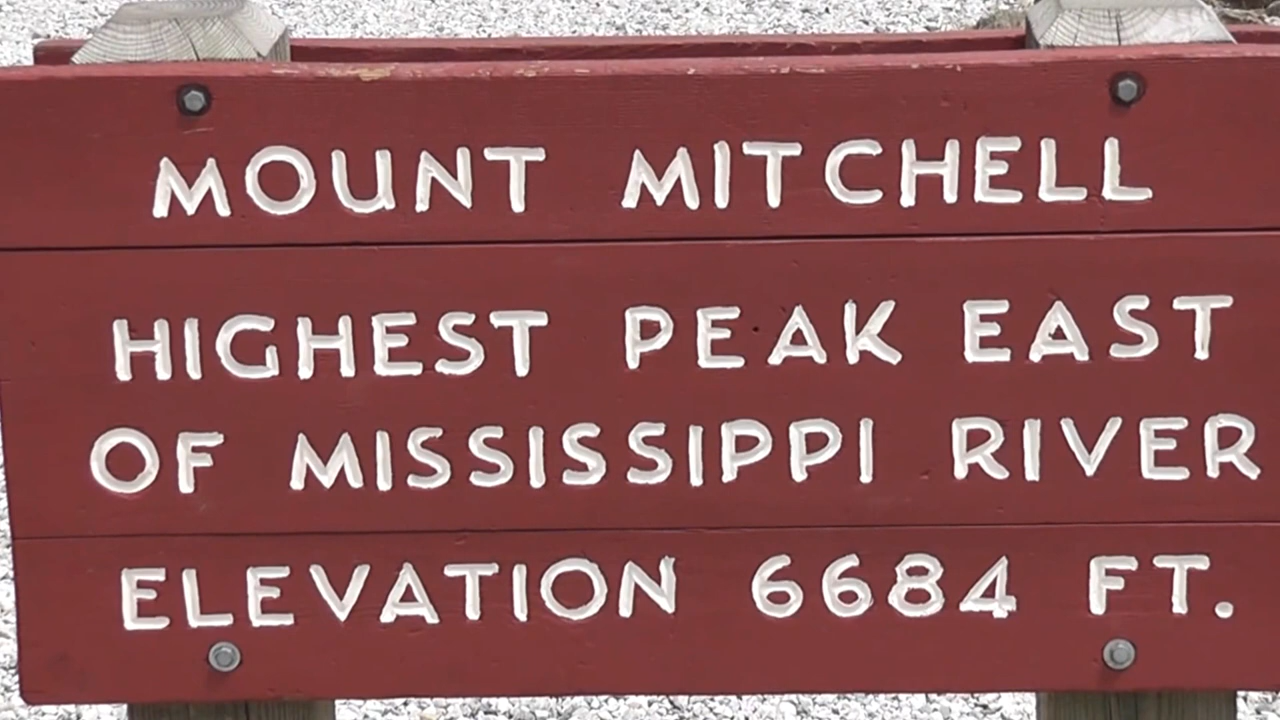 MOUNT MITCHELL
HIGHEST PEAK EAST
OF MISSISSIPPI RIVER
ELEVATION 6684 FT.